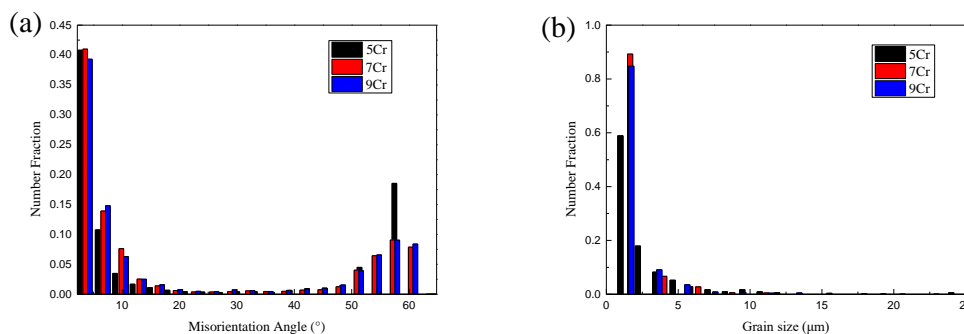 (a)
Number Fraction
0.45
0.40
0.35
0.30
0.25
0.20
0.15
0.10
0.05
0.00
5Cr
7Cr
9Cr
10 20 30 40 50 60
Misorientation Angle (°)
(b)
Number Fraction
1.0
0.8
0.6
0.4
0.2
0.0
5Cr
7Cr
9Cr
0 5 10 15 20
Grain size (μm)